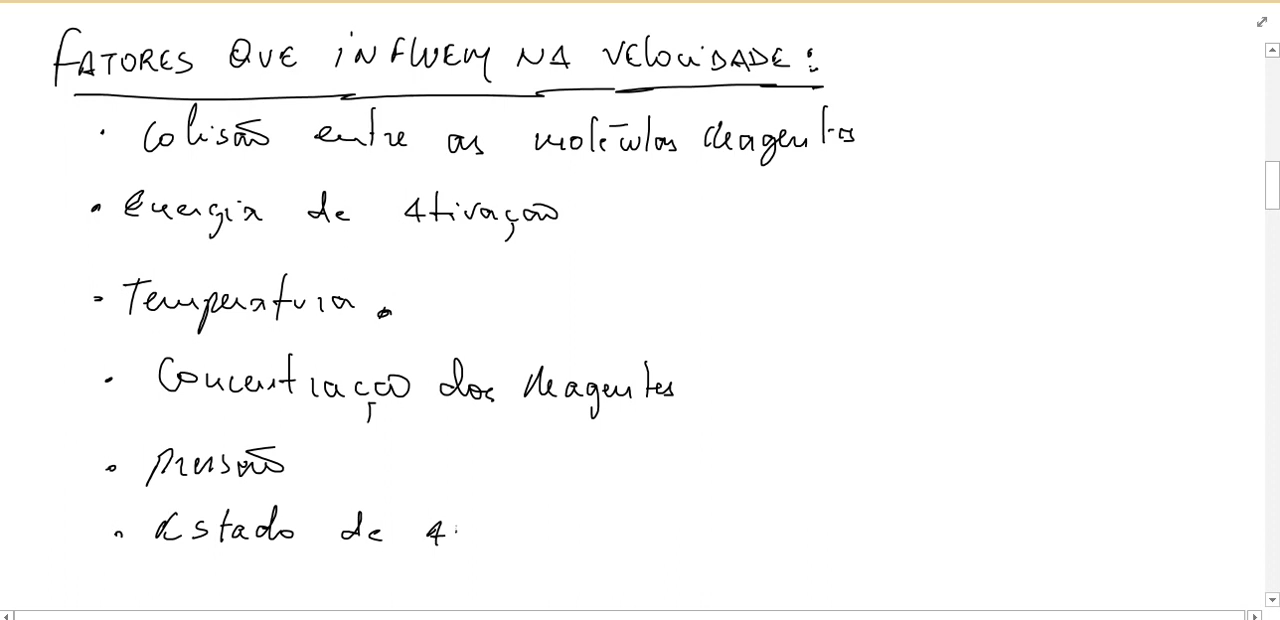 FATORES QUE INFLUEM NA VELOCIDADE:
• Colisão entre as moléculas reagentes
• Energia de Ativação
• Temperatura.
• Concentração dos reagentes
• pressão
• Estado de A